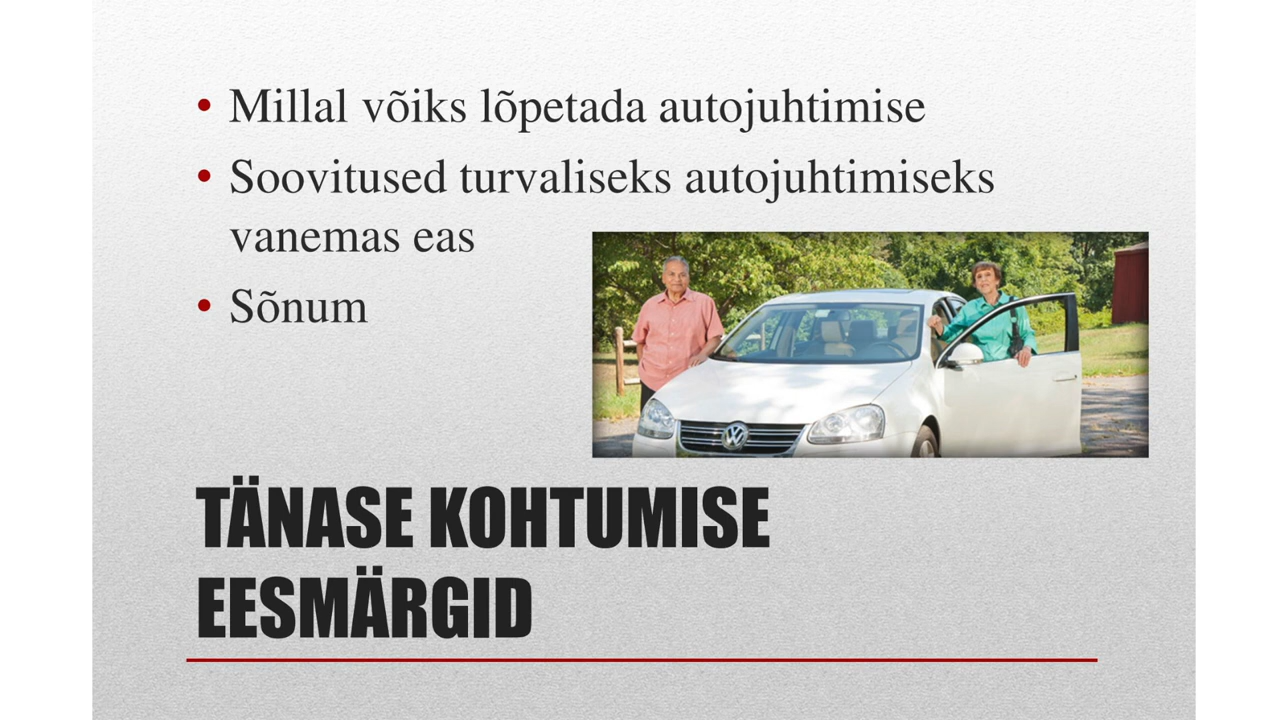 • Millal võiks lõpetada autojuhtimise
• Soovitused turvaliseks autojuhtimiseks
vanemas eas
• Sõnum
TÄNASE KOHTUMISE
EESMÄRGID